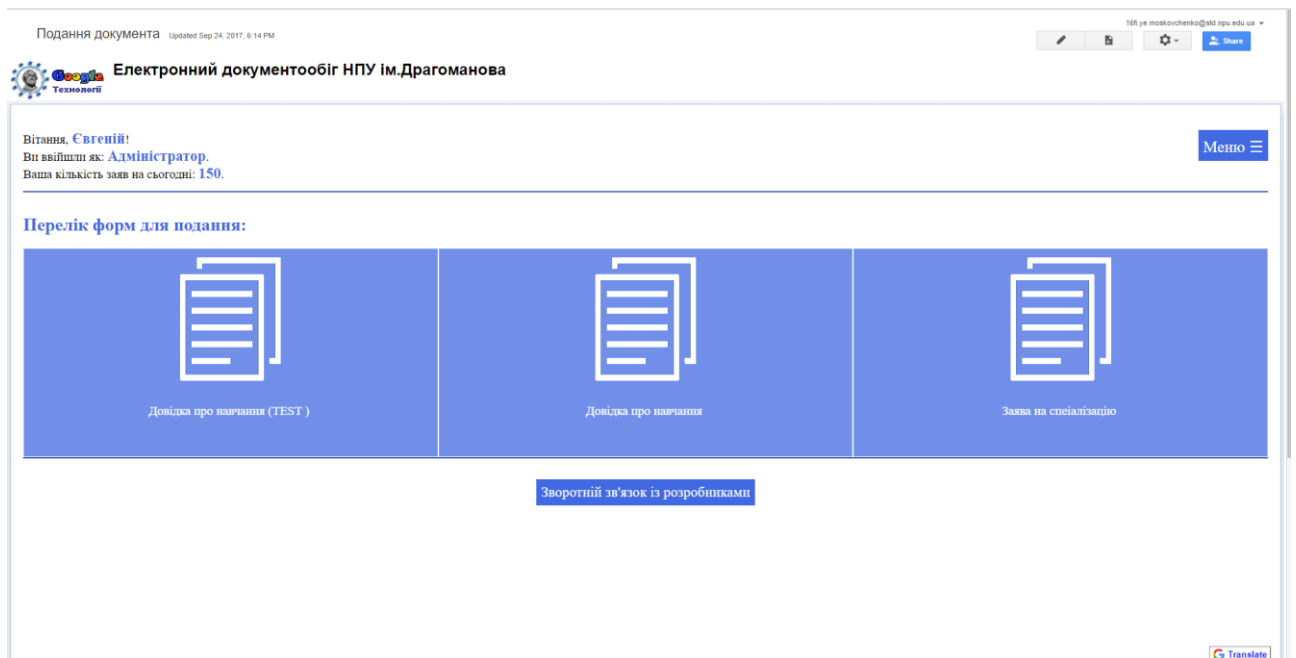 16fi.ye.moskovchenko@std.npu.edu.ua
Подання документа Updated Sep 24, 2017, 6:14 PM
Share
Google
Технології
Електронний документообіг НПУ ім.Драгоманова
Вітання, Євгеній!
Ви ввійшли як: Адміністратор.
Ваша кількість заяв на сьогодні: 150.
Меню ☰
Перелік форм для подання:
Довідка про навчання (TEST )
Довідка про навчання
Заява на спеіалізацію
Зворотній зв'язок із розробниками
G Translate